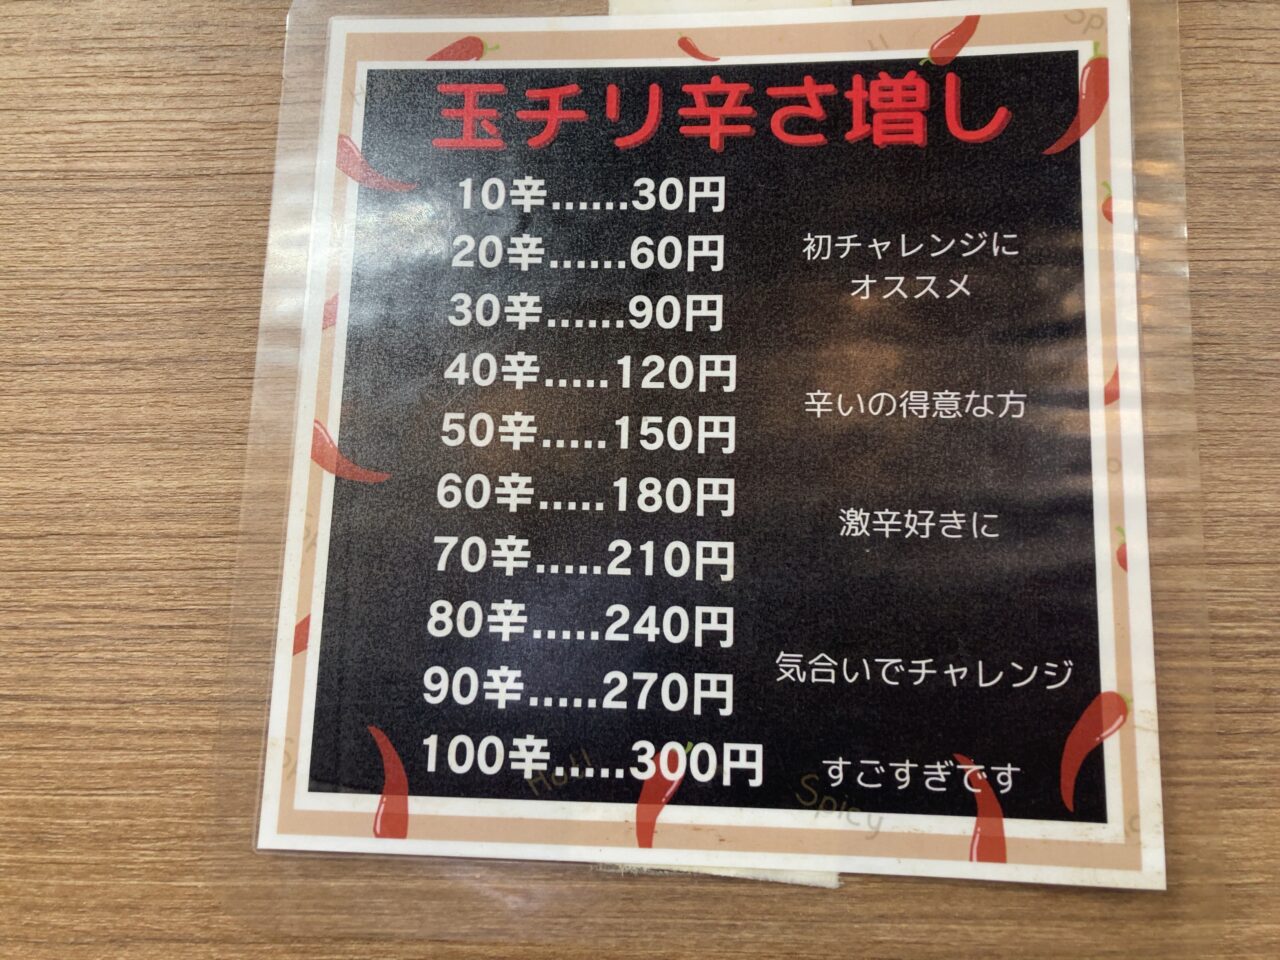 玉チリ辛さ増し
10辛......30円
20辛......60円
初チャレンジに
オススメ
30辛......90円
40辛.....120円
辛いの得意な方
50辛.....150円
60辛.....180円
激辛好きに
70辛.....210円
80辛.....240円
気合いでチャレンジ
90辛.....270円
100辛.....300円
すごすぎです
Hot!
Spicy